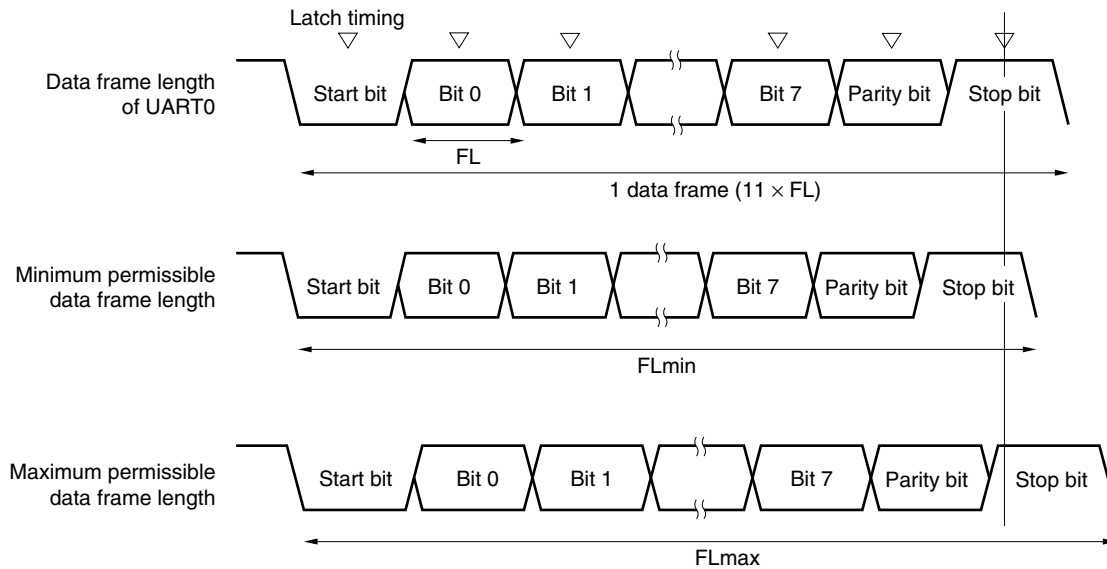 Latch timing
Data frame length
of UART0
Start bit
Bit 0
Bit 1
Bit 7
Parity bit
Stop bit
FL
1 data frame (11 × FL)
Minimum permissible
data frame length
Start bit
Bit 0
Bit 1
Bit 7
Parity bit
Stop bit
FLmin
Maximum permissible
data frame length
Start bit
Bit 0
Bit 1
Bit 7
Parity bit
Stop bit
FLmax